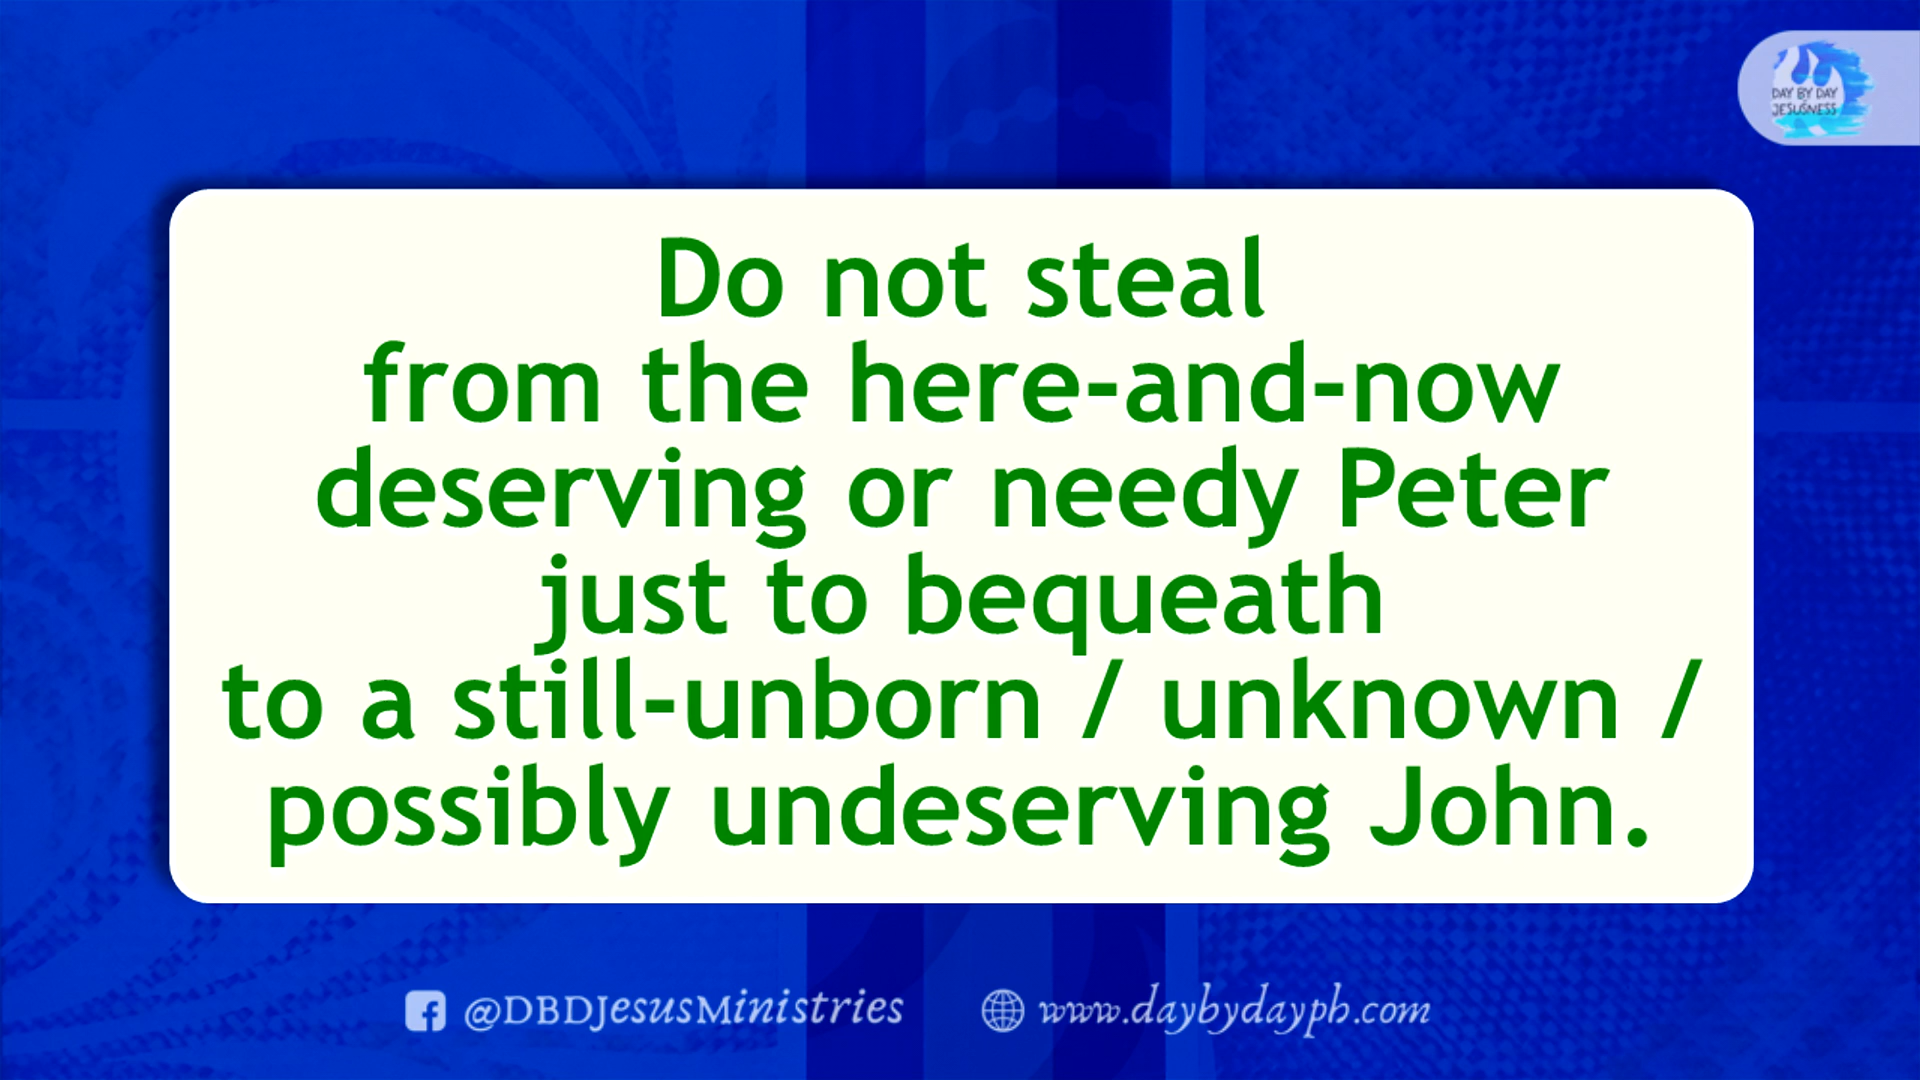 DAY BY DAY
JESUSNESS
Do not steal
from the here-and-now
deserving or needy Peter
just to bequeath
to a still-unborn / unknown /
possibly undeserving John.
@DBDJesusMinistries
www.daybydayph.com